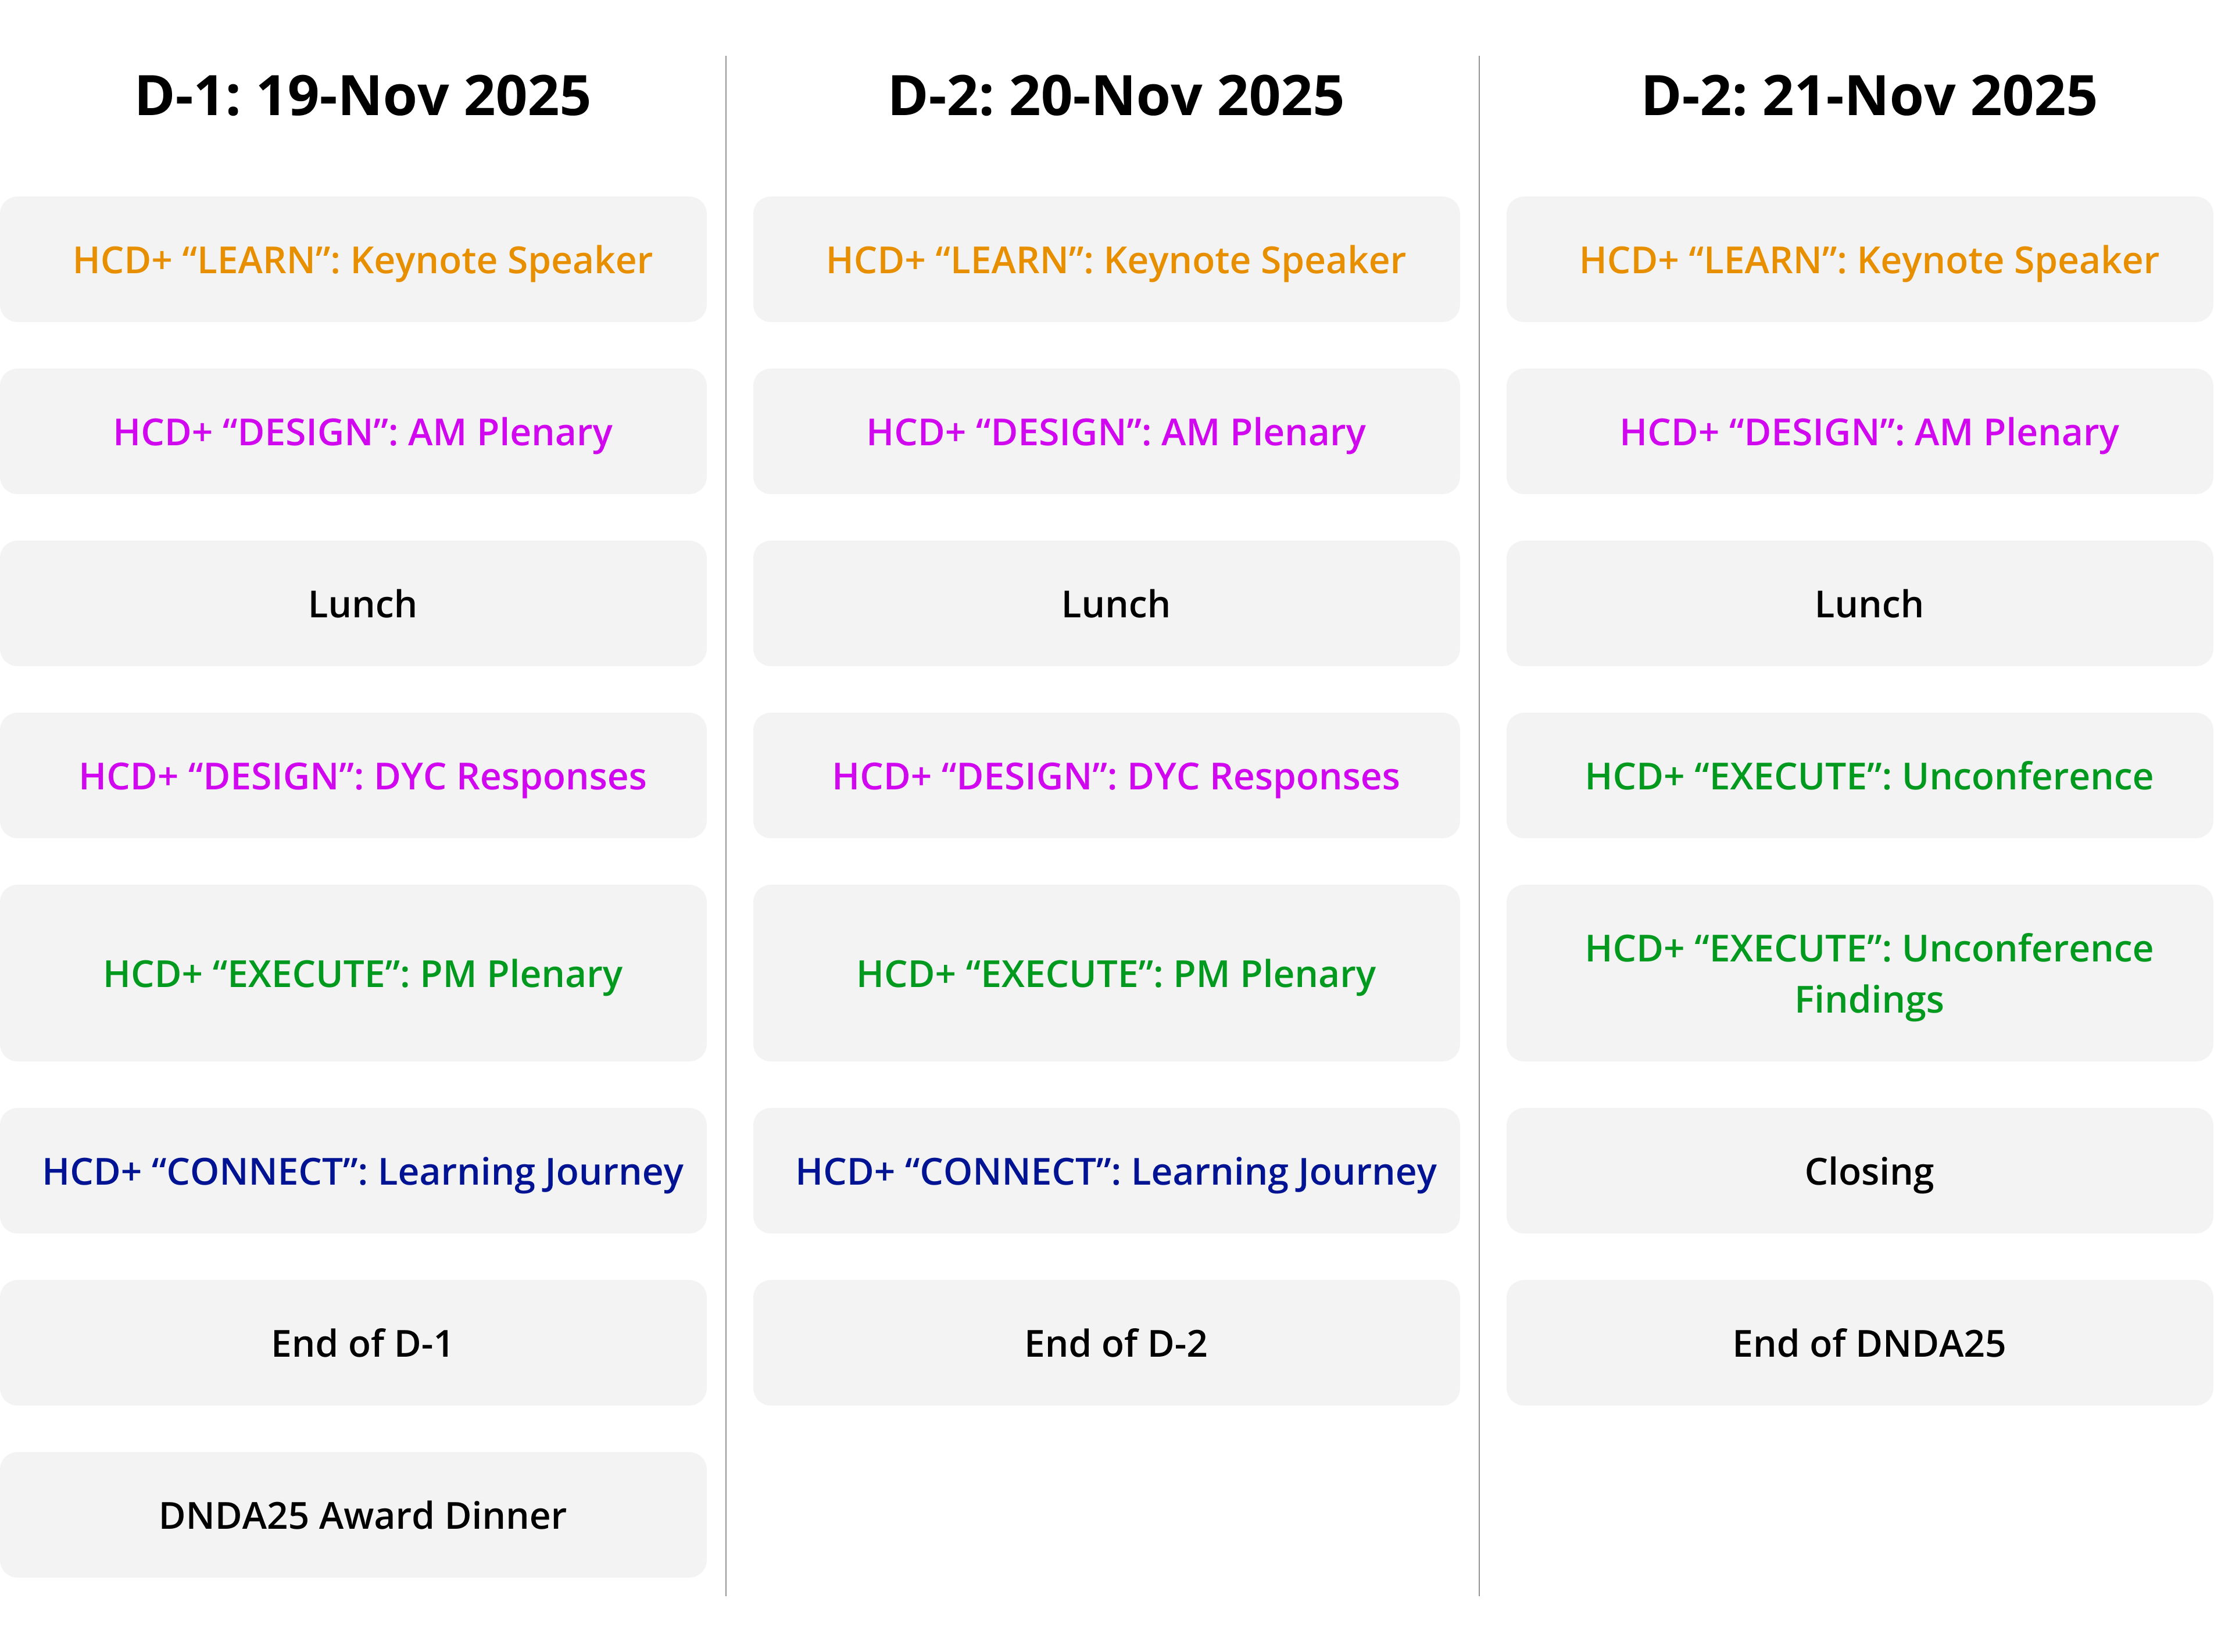 D-1: 19-Nov 2025
HCD+ “LEARN”: Keynote Speaker
HCD+ “DESIGN”: AM Plenary
Lunch
HCD+ “DESIGN”: DYC Responses
HCD+ “EXECUTE”: PM Plenary
HCD+ “CONNECT”: Learning Journey
End of D-1
DNDA25 Award Dinner
D-2: 20-Nov 2025
HCD+ “LEARN”: Keynote Speaker
HCD+ “DESIGN”: AM Plenary
Lunch
HCD+ “DESIGN”: DYC Responses
HCD+ “EXECUTE”: PM Plenary
HCD+ “CONNECT”: Learning Journey
End of D-2
D-2: 21-Nov 2025
HCD+ “LEARN”: Keynote Speaker
HCD+ “DESIGN”: AM Plenary
Lunch
HCD+ “EXECUTE”: Unconference
HCD+ “EXECUTE”: Unconference
Findings
Closing
End of DNDA25